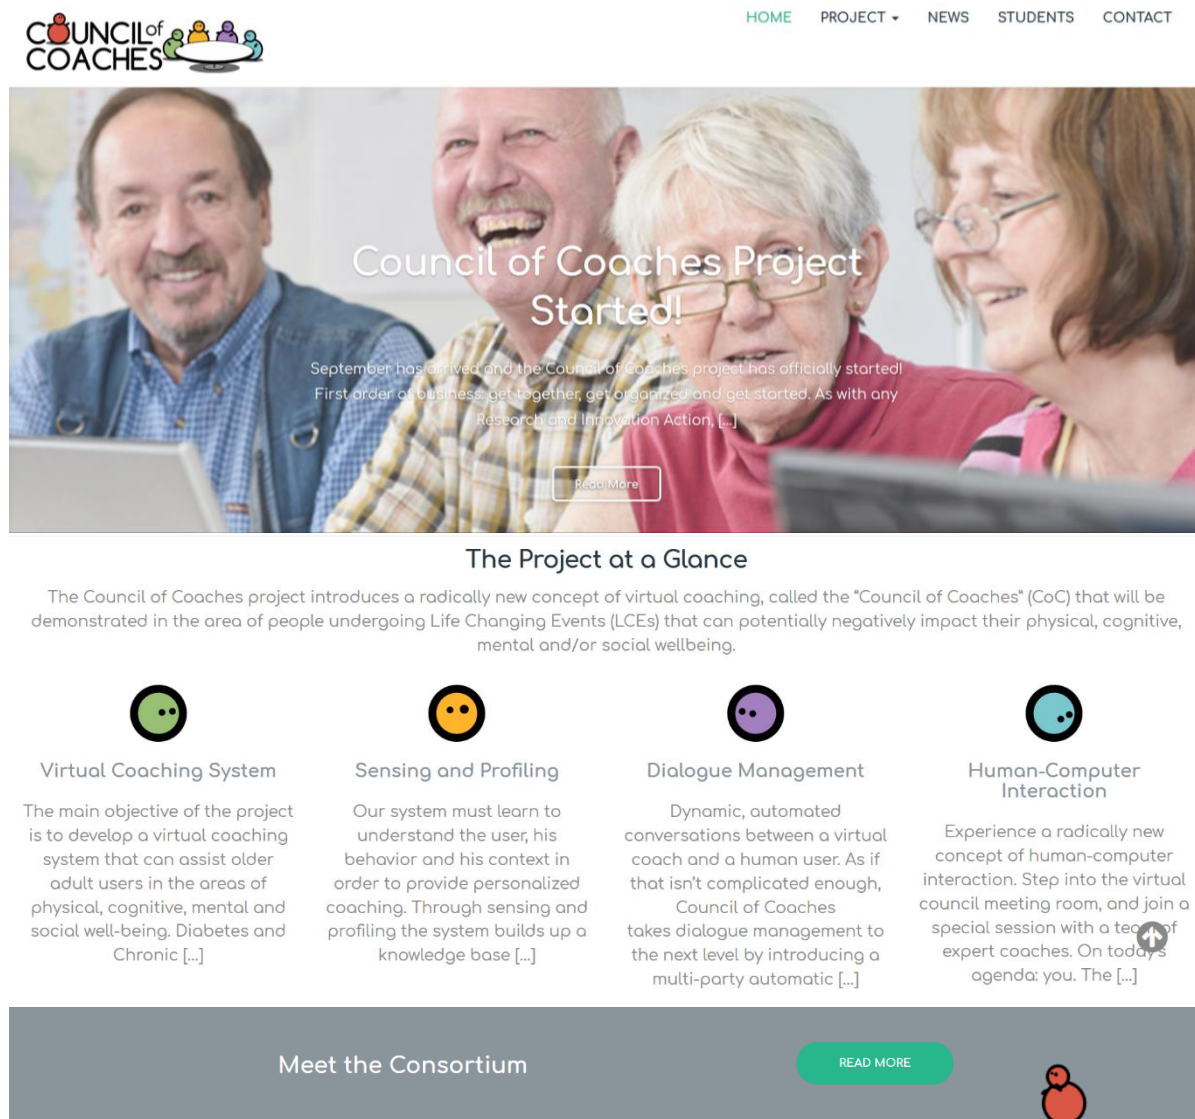 COUNCIL of
COACHES
HOME PROJECT NEWS STUDENTS CONTACT
Council of Coaches Project
Started!
September has arrived and the Council of Coaches project has officially started!
First order of business: get together, get organized and get started. As with any
Research and Innovation Action, [...]
Read More
The Project at a Glance
The Council of Coaches project introduces a radically new concept of virtual coaching, called the “Council of Coaches” (CoC) that will be
demonstrated in the area of people undergoing Life Changing Events (LCEs) that can potentially negatively impact their physical, cognitive,
mental and/or social wellbeing.
Virtual Coaching System
The main objective of the project
is to develop a virtual coaching
system that can assist older
adult users in the areas of
physical, cognitive, mental and
social well-being. Diabetes and
Chronic [...]
Sensing and Profiling
Our system must learn to
understand the user, his
behavior and his context in
order to provide personalized
coaching. Through sensing and
profiling the system builds up a
knowledge base [...]
Dialogue Management
Dynamic, automated
conversations between a virtual
coach and a human user. As if
that isn’t complicated enough,
Council of Coaches
takes dialogue management to
the next level by introducing a
multi-party automatic [...]
Human-Computer
Interaction
Experience a radically new
concept of human-computer
interaction. Step into the virtual
council meeting room, and join a
special session with a team of
expert coaches. On today’s
agenda: you. The [...]
Meet the Consortium
READ MORE